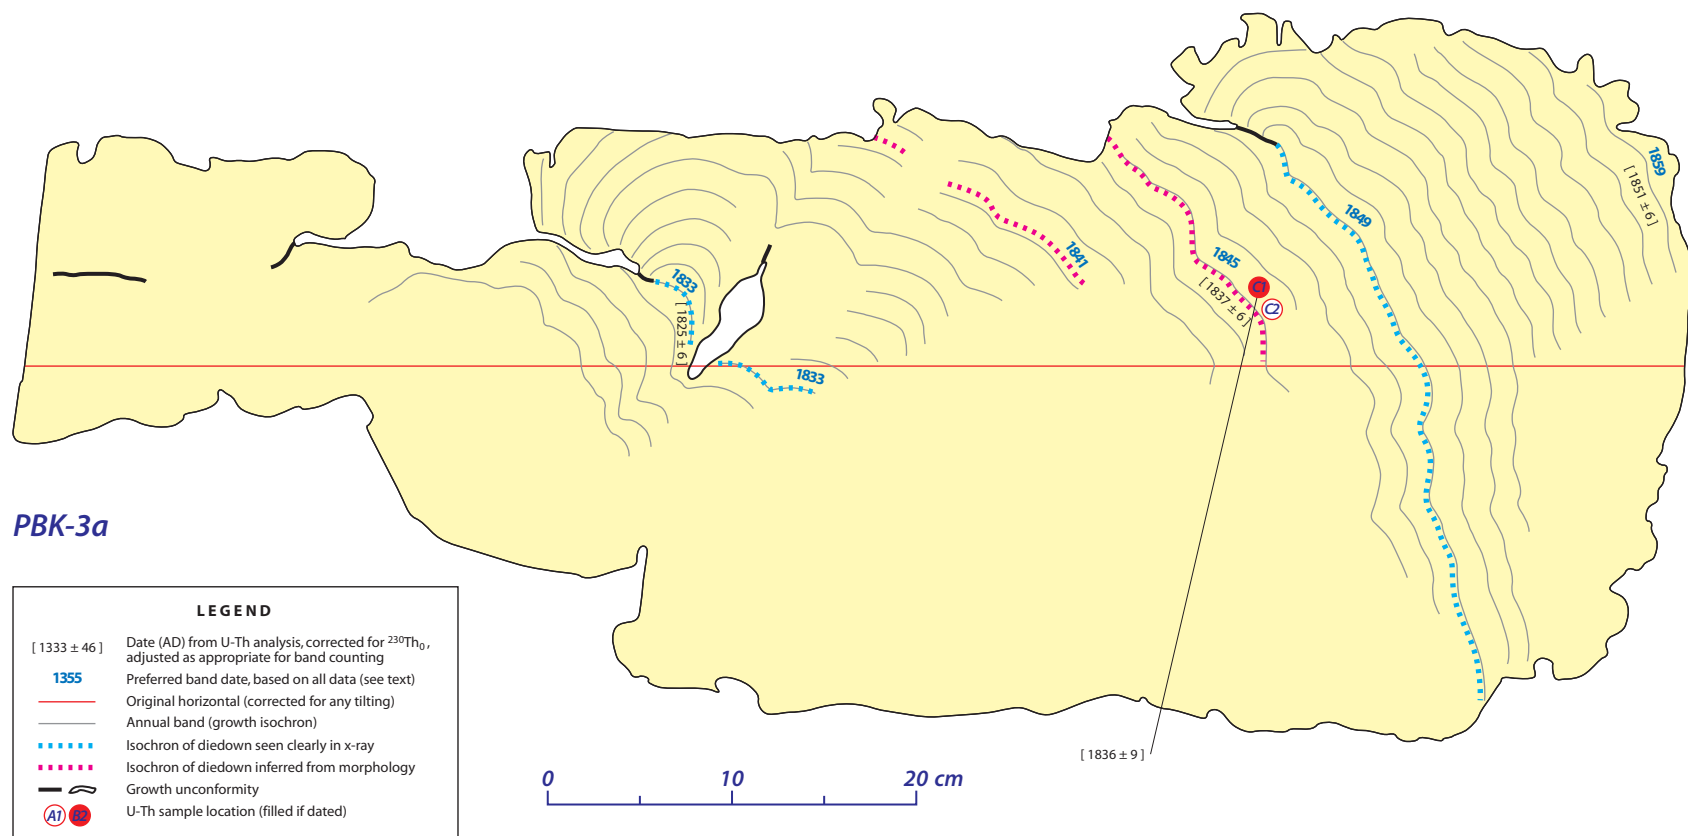 1859
[ 1851 ± 6 ]
1849
1845
[ 1837 ± 6 ]
C1
C2
1841
1833
[ 1825 ± 6 ]
1833
PBK-3a
[ 1836 ± 9 ]
0 10 20 cm
LEGEND
[ 1333 ± 46 ] Date (AD) from U-Th analysis, corrected for ²³⁰Th₀,
adjusted as appropriate for band counting
1355 Preferred band date, based on all data (see text)
Original horizontal (corrected for any tilting)
Annual band (growth isochron)
Isochron of diedown seen clearly in x-ray
Isochron of diedown inferred from morphology
Growth unconformity
A1 B2 U-Th sample location (filled if dated)